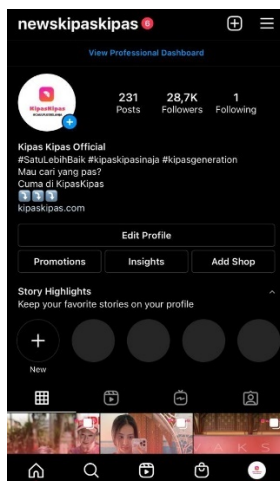 newskipaskipas 6
View Professional Dashboard
KipasKipas
231 28,7K 1
Posts Followers Following
Kipas Kipas Official
#SatuLebihBaik #kipaskipasinaja #kipasgeneration
Mau cari yang pas?
Cuma di KipasKipas
kipaskipas.com
Edit Profile
Promotions Insights Add Shop
Story Highlights
Keep your favorite stories on your profile
New
A K S